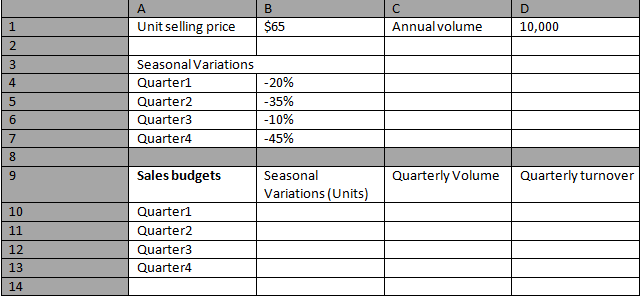 A B C D
1 Unit selling price $65 Annual volume 10,000
2
3 Seasonal Variations
4 Quarter1 -20%
5 Quarter2 -35%
6 Quarter3 -10%
7 Quarter4 -45%
8
9 Sales budgets Seasonal Quarterly Volume Quarterly turnover
Variations (Units)
10 Quarter1
11 Quarter2
12 Quarter3
13 Quarter4
14